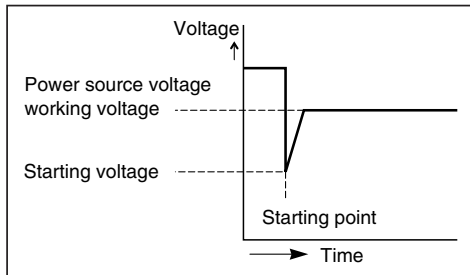 Voltage
Power source voltage
working voltage
Starting voltage
Starting point
Time